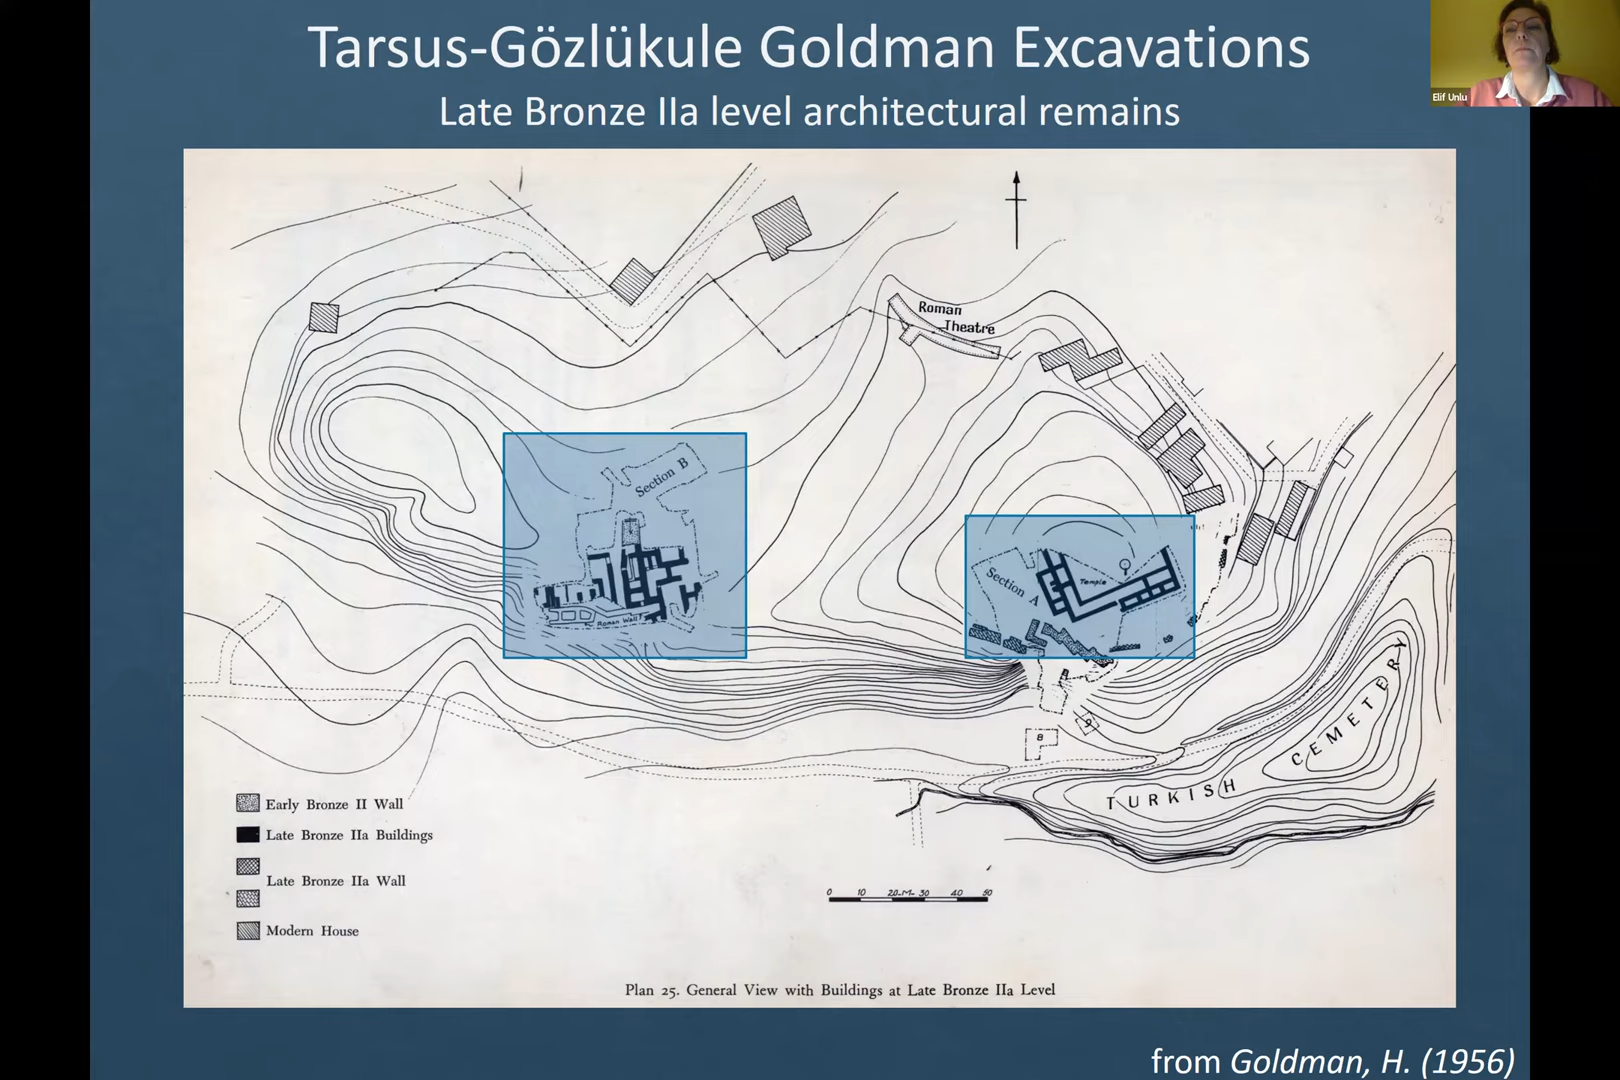 Tarsus-Gözlükule Goldman Excavations
Late Bronze IIa level architectural remains
Elif Unlu
Roman
Theatre
Section B
Roman Wall
Section A
Temple
B
CEMETERY
TURKISH
Early Bronze II Wall
Late Bronze IIa Buildings
Late Bronze IIa Wall
Modern House
0 10 20 M 30 40 50
Plan 25. General View with Buildings at Late Bronze IIa Level
from Goldman, H. (1956)